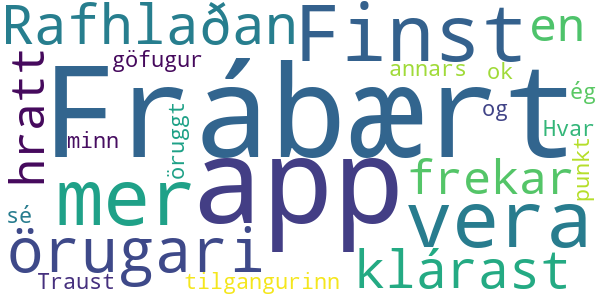 Rafhlaðan
Finst
en
göfugur
annars
ok
hratt
Frábært
ég
minn
öruggt
og
Hvar
app
mer
frekar
punkt
vera
sé
örugari
klárast
Traust
tilgangurinn